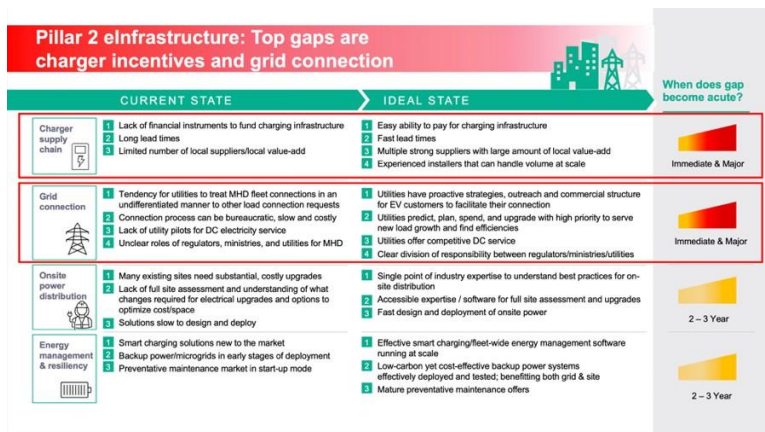 Pillar 2 eInfrastructure: Top gaps are
charger incentives and grid connection
CURRENT STATE
IDEAL STATE
When does gap
become acute?
Charger
supply
chain
1 Lack of financial instruments to fund charging infrastructure
2 Long lead times
3 Limited number of local suppliers/local value-add
1 Easy ability to pay for charging infrastructure
2 Fast lead times
3 Multiple strong suppliers with large amount of local value-add
4 Experienced installers that can handle volume at scale
Immediate & Major
Grid
connection
1 Tendency for utilities to treat MHD fleet connections in an
undifferentiated manner to other load connection requests
2 Connection process can be bureaucratic, slow and costly
3 Lack of utility pilots for DC electricity service
4 Unclear roles of regulators, ministries, and utilities for MHD
1 Utilities have proactive strategies, outreach and commercial structure
for EV customers to facilitate their connection
2 Utilities predict, plan, spend, and upgrade with high priority to serve
new load growth and find efficiencies
3 Utilities offer competitive DC service
4 Clear division of responsibility between regulators/ministries/utilities
Immediate & Major
Onsite
power
distribution
1 Many existing sites need substantial, costly upgrades
2 Lack of full site assessment and understanding of what
changes required for electrical upgrades and options to
optimize cost/space
3 Solutions slow to design and deploy
1 Single point of industry expertise to understand best practices for on-
site distribution
2 Accessible expertise / software for full site assessment and upgrades
3 Fast design and deployment of onsite power
2 – 3 Year
Energy
management
& resiliency
1 Smart charging solutions new to the market
2 Backup power/microgrids in early stages of deployment
3 Preventative maintenance market in start-up mode
1 Effective smart charging/fleet-wide energy management software
running at scale
2 Low-carbon yet cost-effective backup power systems
effectively deployed and tested; benefitting both grid & site
3 Mature preventative maintenance offers
2 – 3 Year